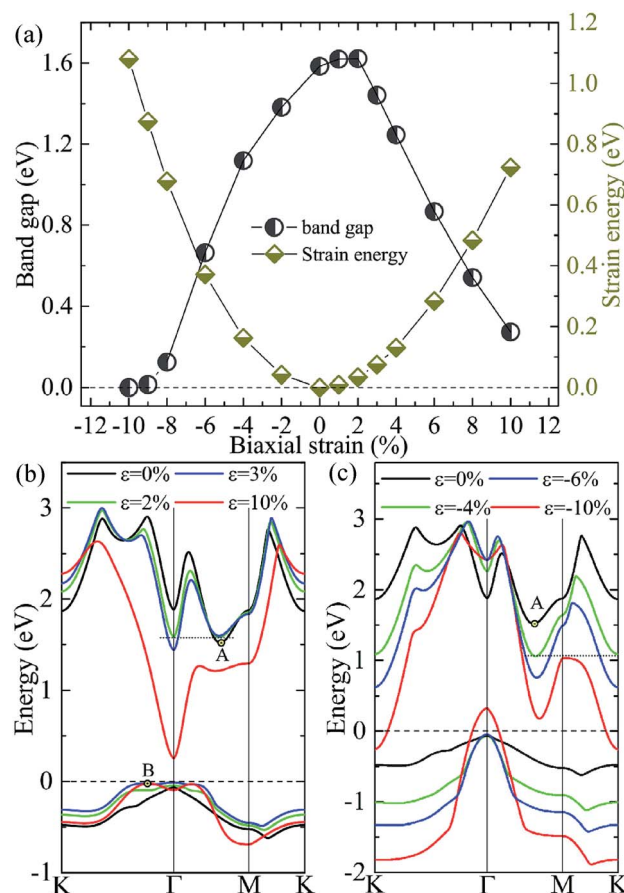 (a)
1.6
1.2
0.8
0.4
0.0
Band gap (eV)
band gap
Strain energy
1.2
1.0
0.8
0.6
0.4
0.2
0.0
Strain energy (eV)
-12 -10 -8 -6 -4 -2 0 2 4 6 8 10 12
Biaxial strain (%)
(b)
ε=0% ε=3%
ε=2% ε=10%
3
2
1
0
-1
Energy (eV)
A
B
K Γ M K
(c)
ε=0% ε=-6%
ε=-4% ε=-10%
3
2
1
0
-1
-2
Energy (eV)
A
K Γ M K